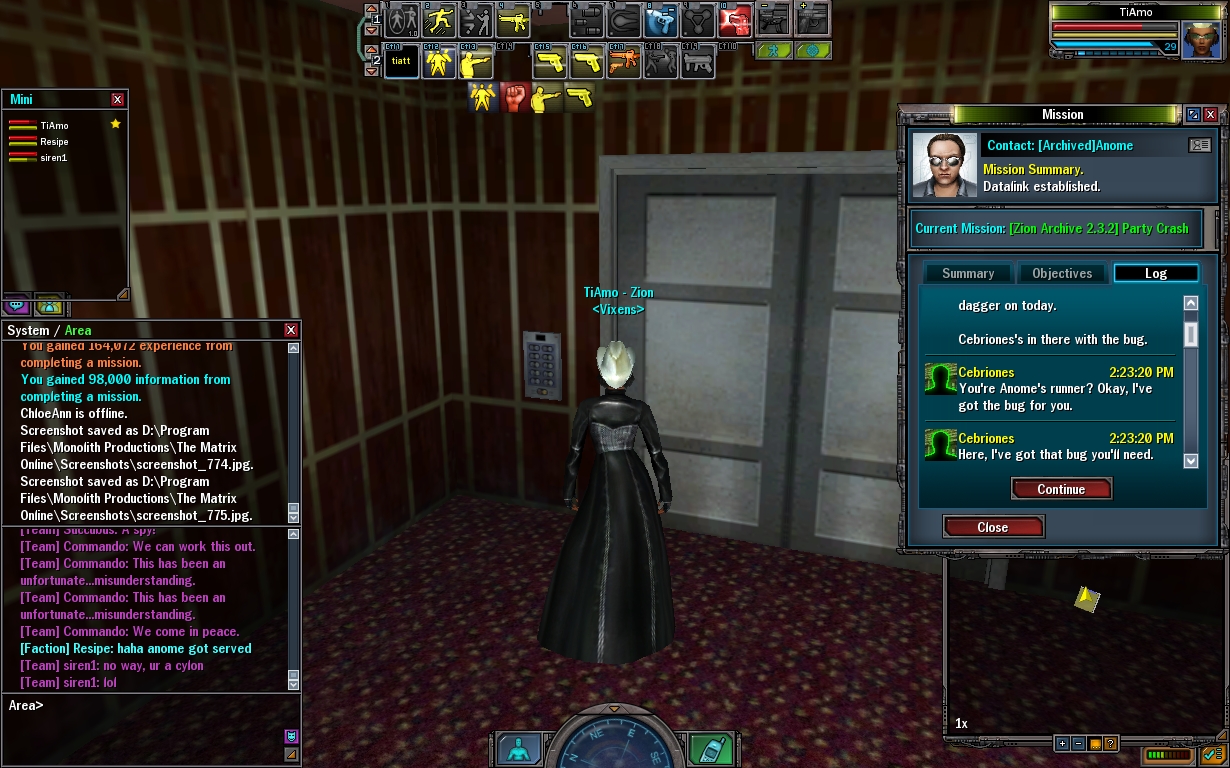 TiAmo
29
1
2
tiatt
Mini
TiAmo
Resipe
siren1
Mission
Contact: [Archived]Anome
Mission Summary.
Datalink established.
Current Mission: [Zion Archive 2.3.2] Party Crash
Summary
Objectives
Log
dagger on today.
Cebriones's in there with the bug.
Cebriones 2:23:20 PM
You're Anome's runner? Okay, I've
got the bug for you.
Cebriones 2:23:20 PM
Here, I've got that bug you'll need.
Continue
Close
TiAmo - Zion
<Vixens>
System / Area
You gained 164,072 experience from
completing a mission.
You gained 98,000 information from
completing a mission.
ChloeAnn is offline.
Screenshot saved as D:\Program
Files\Monolith Productions\The Matrix
Online\Screenshots\screenshot_774.jpg.
Screenshot saved as D:\Program
Files\Monolith Productions\The Matrix
Online\Screenshots\screenshot_775.jpg.
[Team] Succubus: A spy!
[Team] Commando: We can work this out.
[Team] Commando: This has been an
unfortunate...misunderstanding.
[Team] Commando: This has been an
unfortunate...misunderstanding.
[Team] Commando: We come in peace.
[Faction] Resipe: haha anome got served
[Team] siren1: no way, ur a cylon
[Team] siren1: lol
Area>
N
NE
E
SE
1x